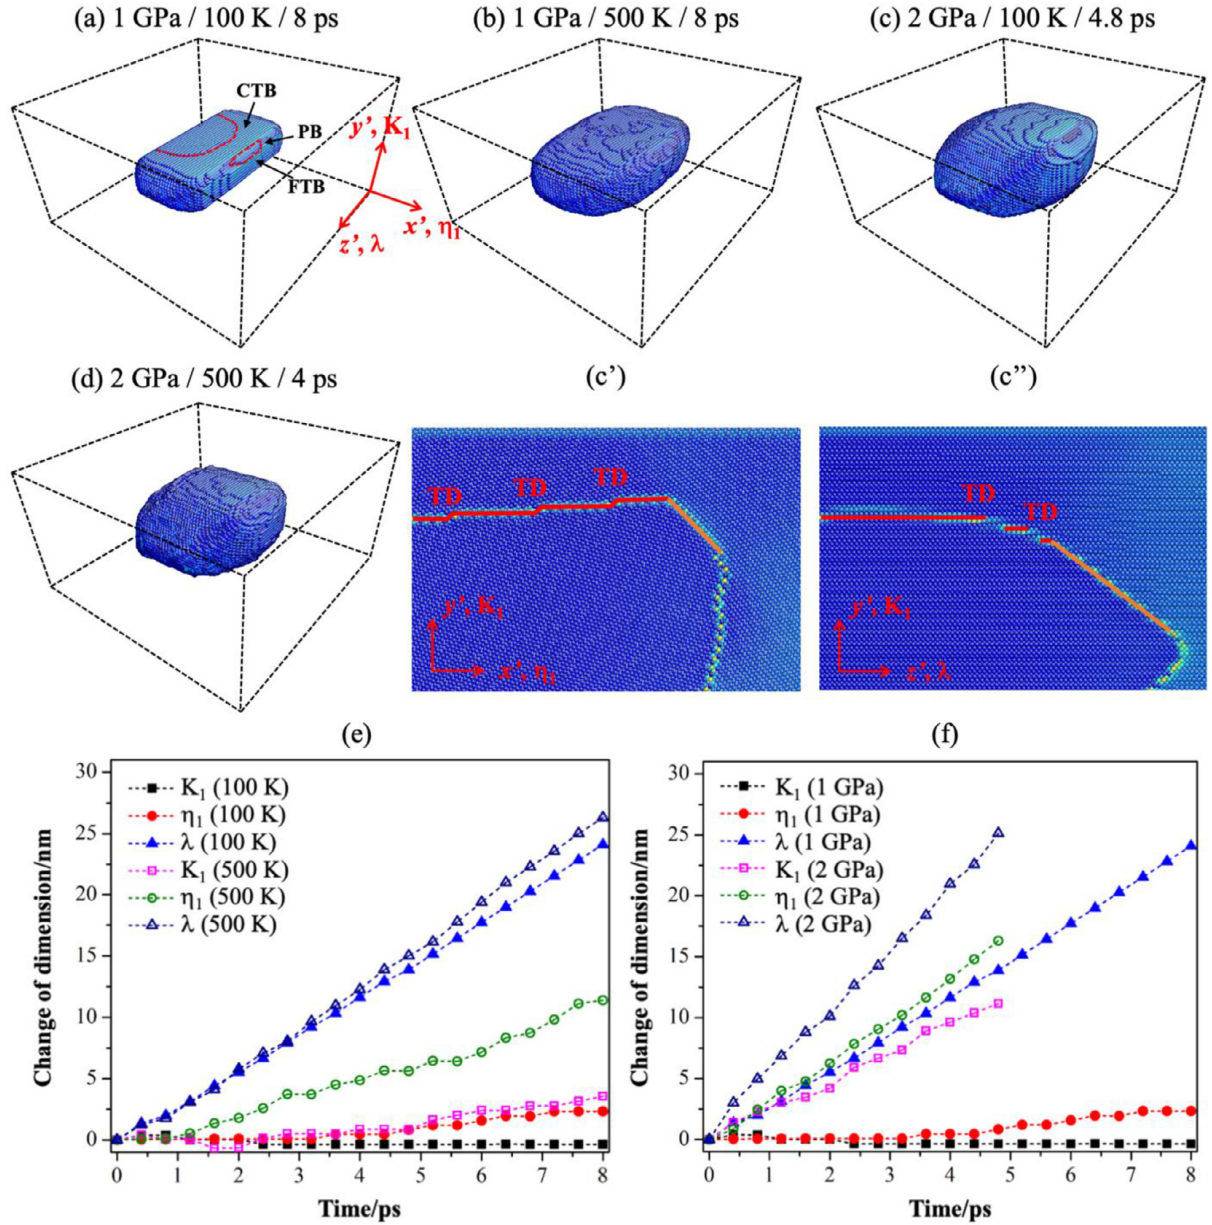 (a) 1 GPa / 100 K / 8 ps
(b) 1 GPa / 500 K / 8 ps
(c) 2 GPa / 100 K / 4.8 ps
CTB
PB
FTB
y', K₁
x', η₁
z', λ
(d) 2 GPa / 500 K / 4 ps
(c')
(c'')
TD
TD
TD
y', K₁
x', η₁
TD
TD
y', K₁
z', λ
(e)
Change of dimension/nm
30
25
20
15
10
5
0
K₁ (100 K)
η₁ (100 K)
λ (100 K)
K₁ (500 K)
η₁ (500 K)
λ (500 K)
0 1 2 3 4 5 6 7 8
Time/ps
(f)
Change of dimension/nm
30
25
20
15
10
5
0
K₁ (1 GPa)
η₁ (1 GPa)
λ (1 GPa)
K₁ (2 GPa)
η₁ (2 GPa)
λ (2 GPa)
0 1 2 3 4 5 6 7 8
Time/ps